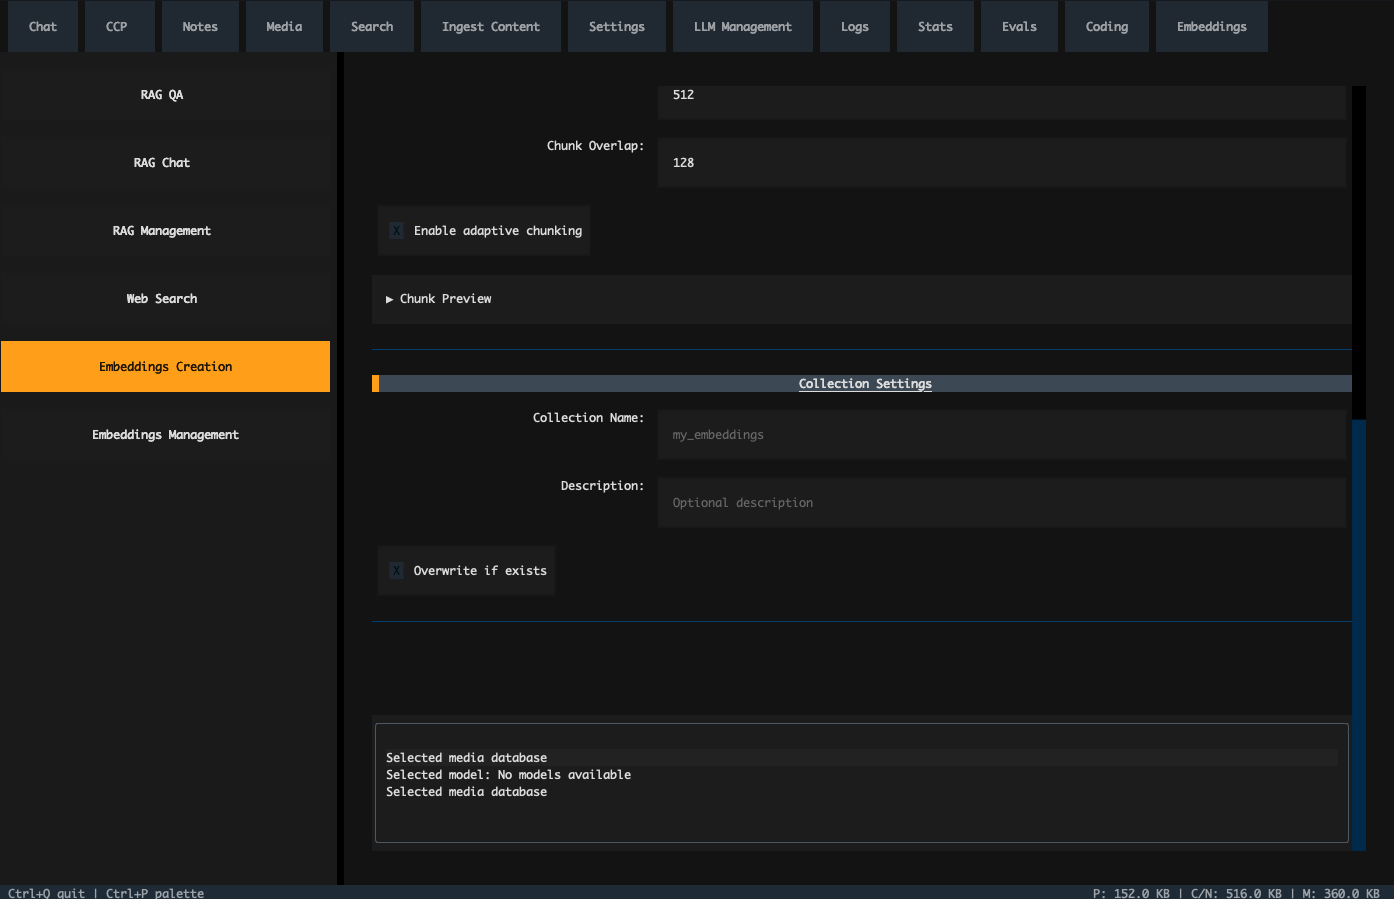 Chat CCP Notes Media Search Ingest Content Settings LLM Management Logs Stats Evals Coding Embeddings
RAG QA
RAG Chat
RAG Management
Web Search
Embeddings Creation
Embeddings Management
512
Chunk Overlap: 128
X Enable adaptive chunking
▶ Chunk Preview
Collection Settings
Collection Name: my_embeddings
Description: Optional description
X Overwrite if exists
Selected media database
Selected model: No models available
Selected media database
Ctrl+Q quit | Ctrl+P palette P: 152.0 KB | C/N: 516.0 KB | M: 360.0 KB